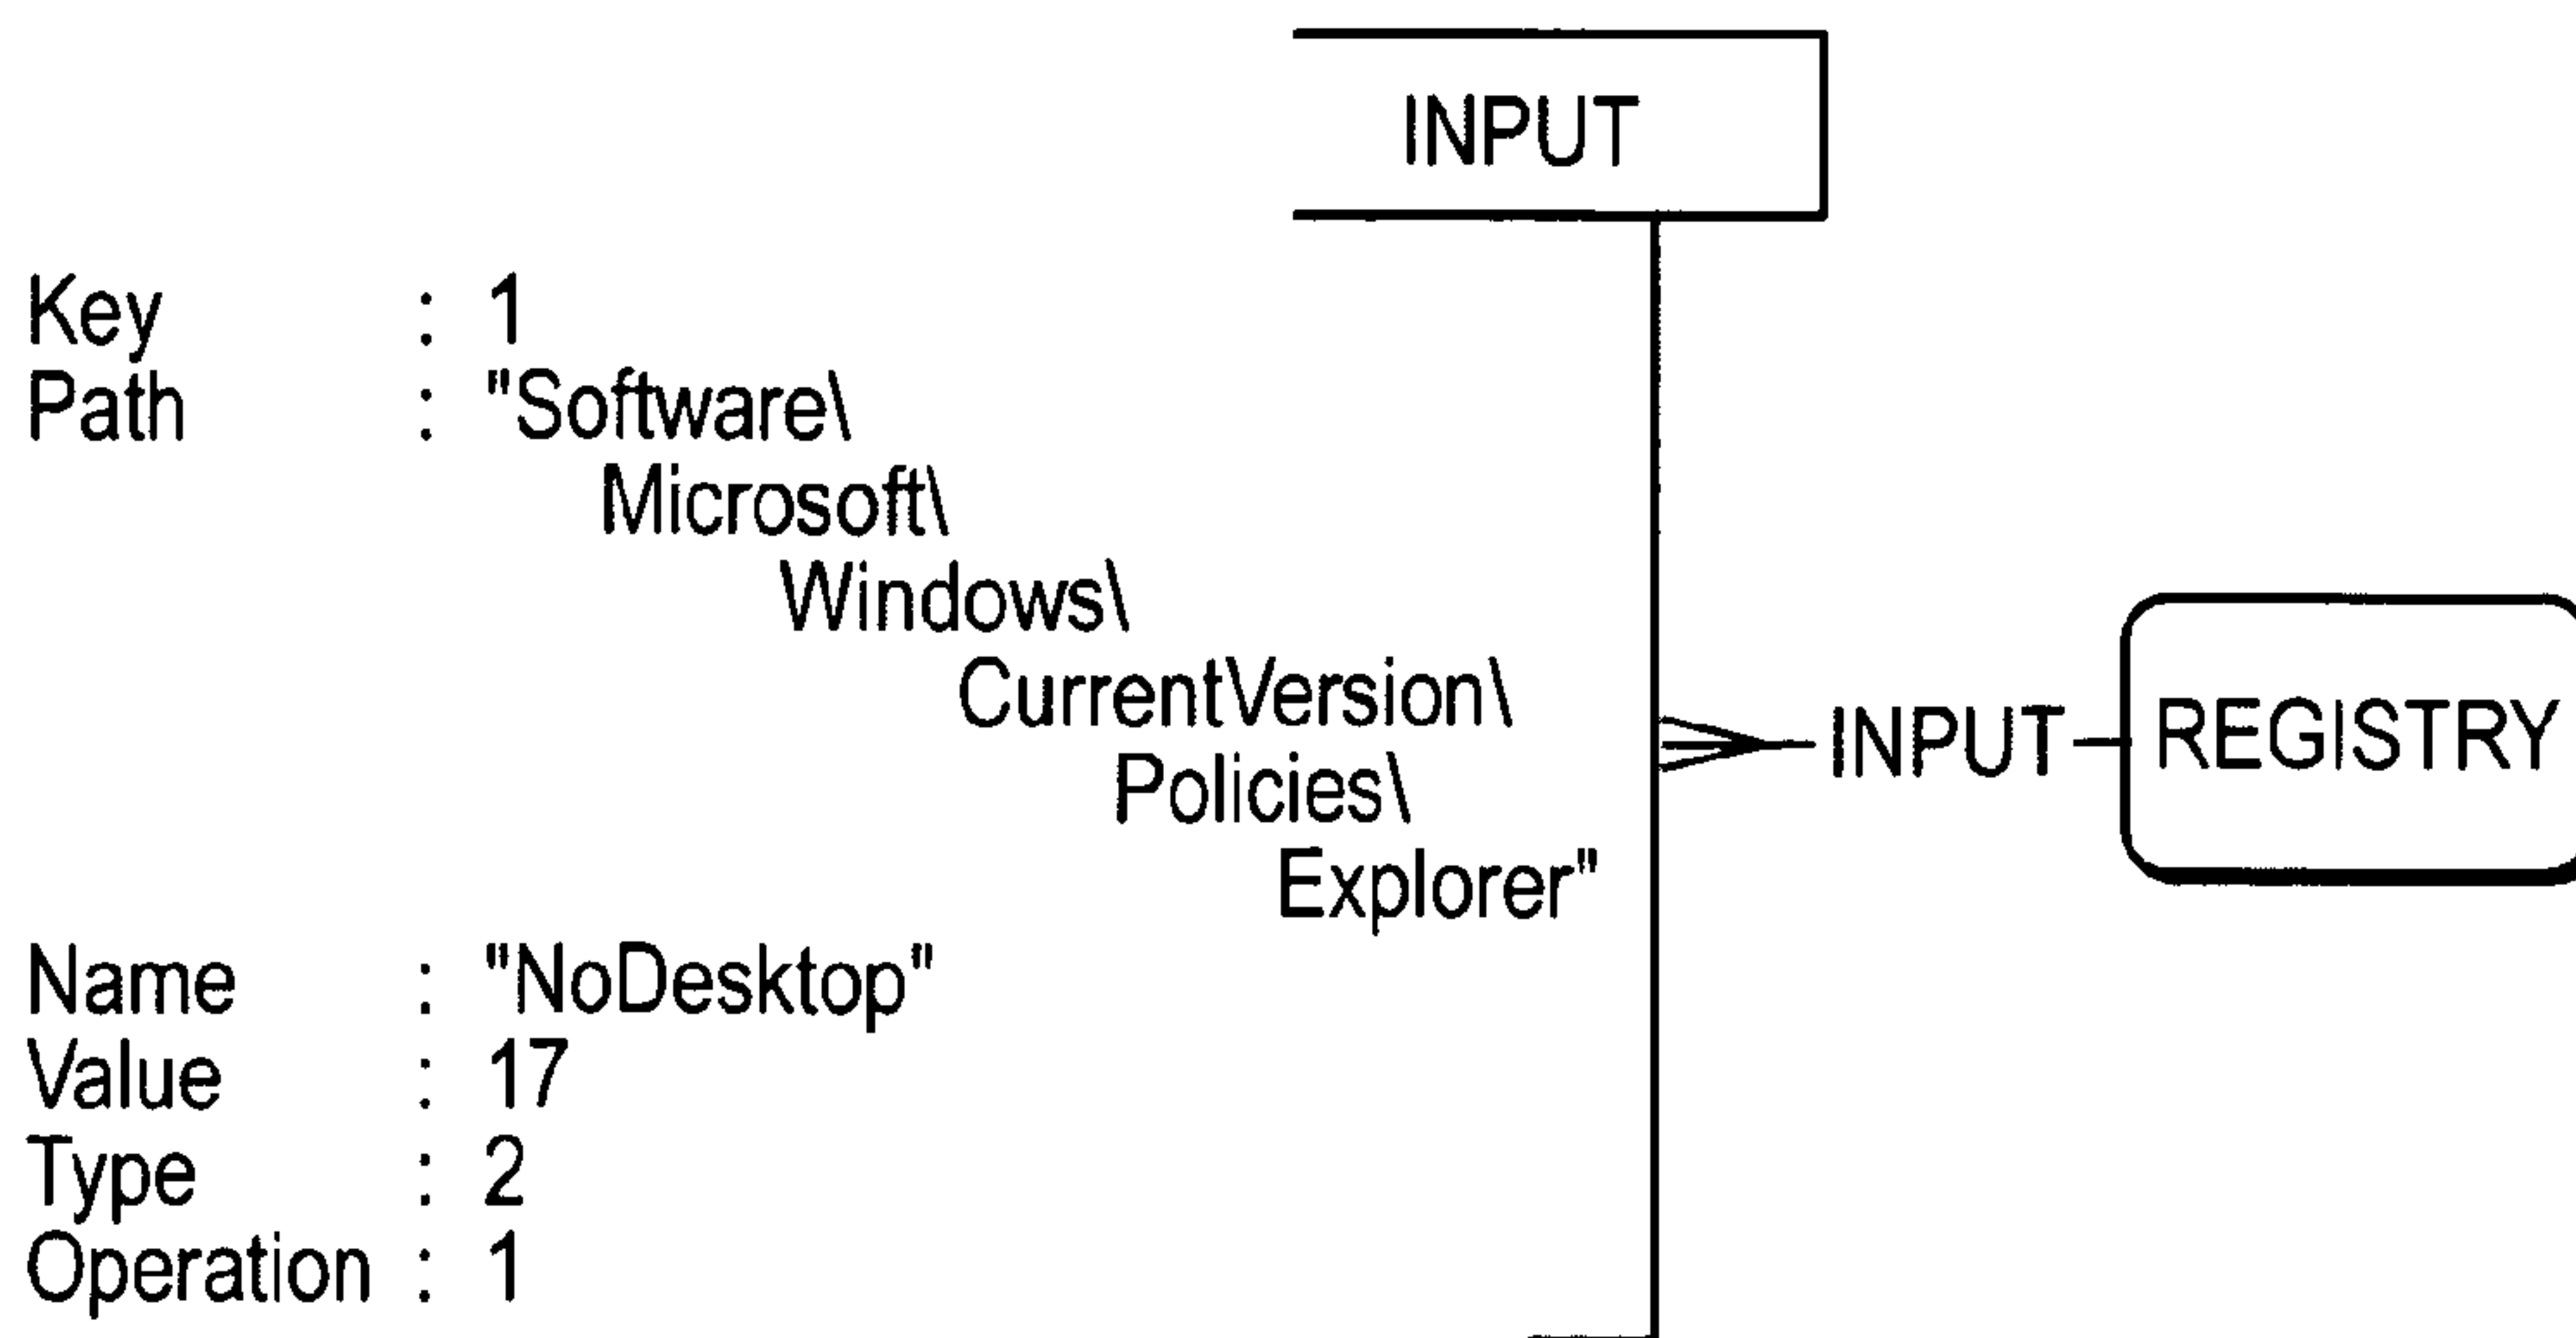 INPUT
Key : 1
Path : "Software\
Microsoft\
Windows\
CurrentVersion\
Policies\
Explorer"
INPUT
REGISTRY
Name : "NoDesktop"
Value : 17
Type : 2
Operation : 1